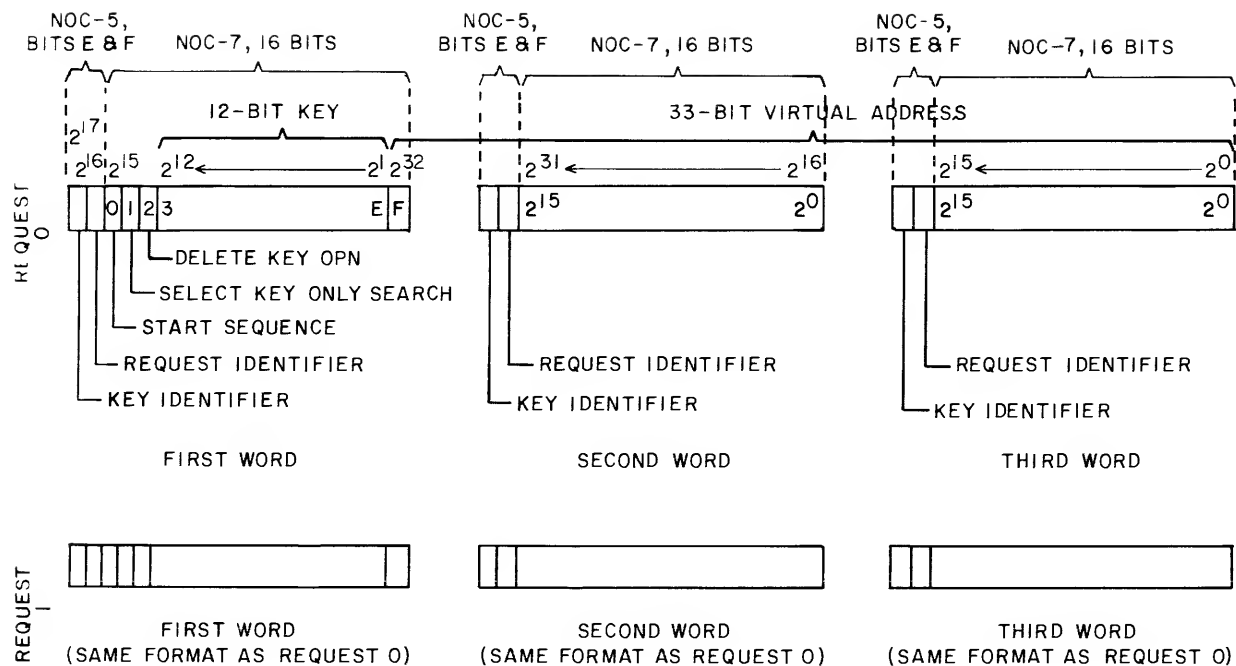 NOC-5, BITS E & F
NOC-7, 16 BITS
NOC-5, BITS E & F
NOC-7, 16 BITS
NOC-5, BITS E & F
NOC-7, 16 BITS
12-BIT KEY
33-BIT VIRTUAL ADDRESS
2^17
2^16 2^15 2^12 2^1 2^32
2^31 2^16
2^15 2^0
REQUEST 0
0 1 2 3 E F
2^15 2^0
2^15 2^0
DELETE KEY OPN
SELECT KEY ONLY SEARCH
START SEQUENCE
REQUEST IDENTIFIER
KEY IDENTIFIER
REQUEST IDENTIFIER
KEY IDENTIFIER
REQUEST IDENTIFIER
KEY IDENTIFIER
FIRST WORD
SECOND WORD
THIRD WORD
REQUEST 1
FIRST WORD
(SAME FORMAT AS REQUEST 0)
SECOND WORD
(SAME FORMAT AS REQUEST 0)
THIRD WORD
(SAME FORMAT AS REQUEST 0)